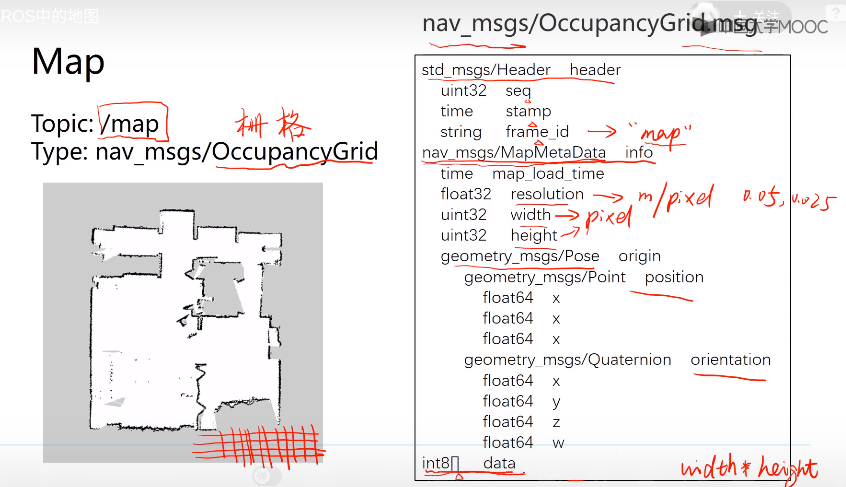 ROS中的地图
Map
Topic: /map
栅格
Type: nav_msgs/OccupancyGrid
nav_msgs/OccupancyGrid.msg
大学MOOC
std_msgs/Header header
uint32 seq
time stamp
string frame_id → "map"
nav_msgs/MapMetaData info
time map_load_time
float32 resolution → m/pixel 0.05, 0.025
uint32 width → pixel
uint32 height
geometry_msgs/Pose origin
geometry_msgs/Point position
float64 x
float64 x
float64 x
geometry_msgs/Quaternion orientation
float64 x
float64 y
float64 z
float64 w
int8[] data
width*height